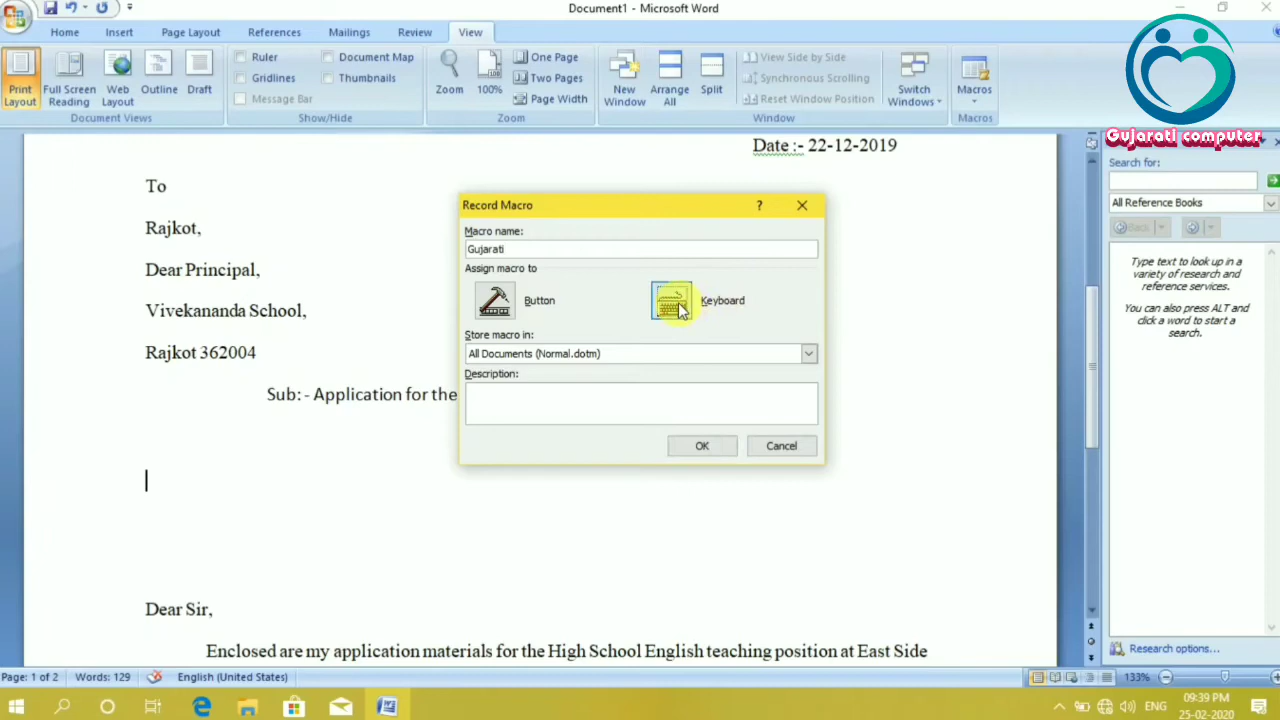 Document1 - Microsoft Word
Home Insert Page Layout References Mailings Review View
Print Layout
Full Screen Reading
Web Layout
Outline
Draft
Document Views
Ruler
Gridlines
Message Bar
Document Map
Thumbnails
Show/Hide
Zoom
100%
One Page
Two Pages
Page Width
Zoom
New Window
Arrange All
Split
View Side by Side
Synchronous Scrolling
Reset Window Position
Window
Switch Windows
Macros
Macros
Gujarati computer
Date :- 22-12-2019
To
Rajkot,
Dear Principal,
Vivekananda School,
Rajkot 362004
Sub: - Application for the
Dear Sir,
Enclosed are my application materials for the High School English teaching position at East Side
Record Macro
?
Macro name:
Gujarati
Assign macro to
Button
Keyboard
Store macro in:
All Documents (Normal.dotm)
Description:
OK Cancel
Search for:
All Reference Books
Back
Type text to look up in a
variety of research and
reference services.
You can also press ALT and
click a word to start a
search.
Research options...
Page: 1 of 2 Words: 129 English (United States) 133%
ENG
09:39 PM
25-02-2020